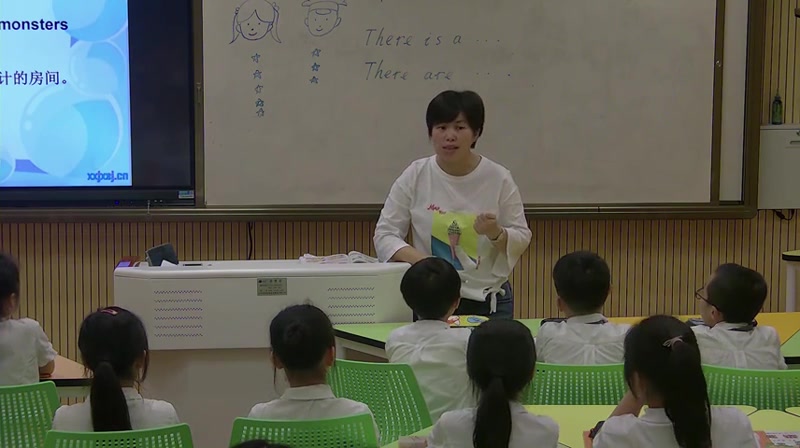 monsters
计的房间。
xxjxsj.cn
There is a ...
There are ....